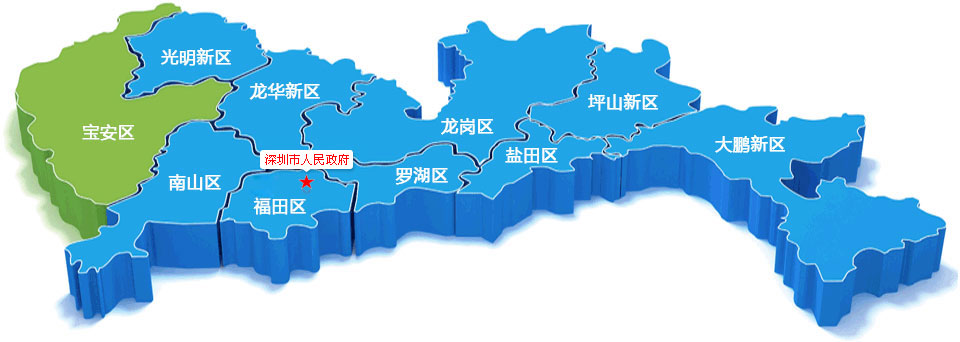 光明新区
龙华新区
坪山新区
宝安区
龙岗区
大鹏新区
盐田区
深圳市人民政府
南山区
罗湖区
福田区